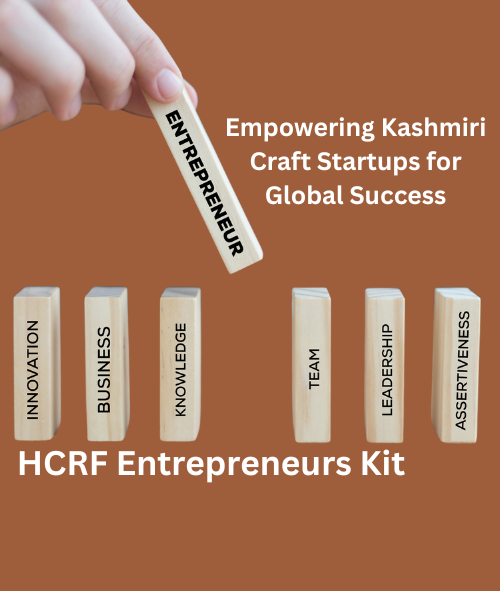 ENTREPRENEUR
Empowering Kashmiri
Craft Startups for
Global Success
INNOVATION
BUSINESS
KNOWLEDGE
TEAM
LEADERSHIP
ASSERTIVENESS
HCRF Entrepreneurs Kit